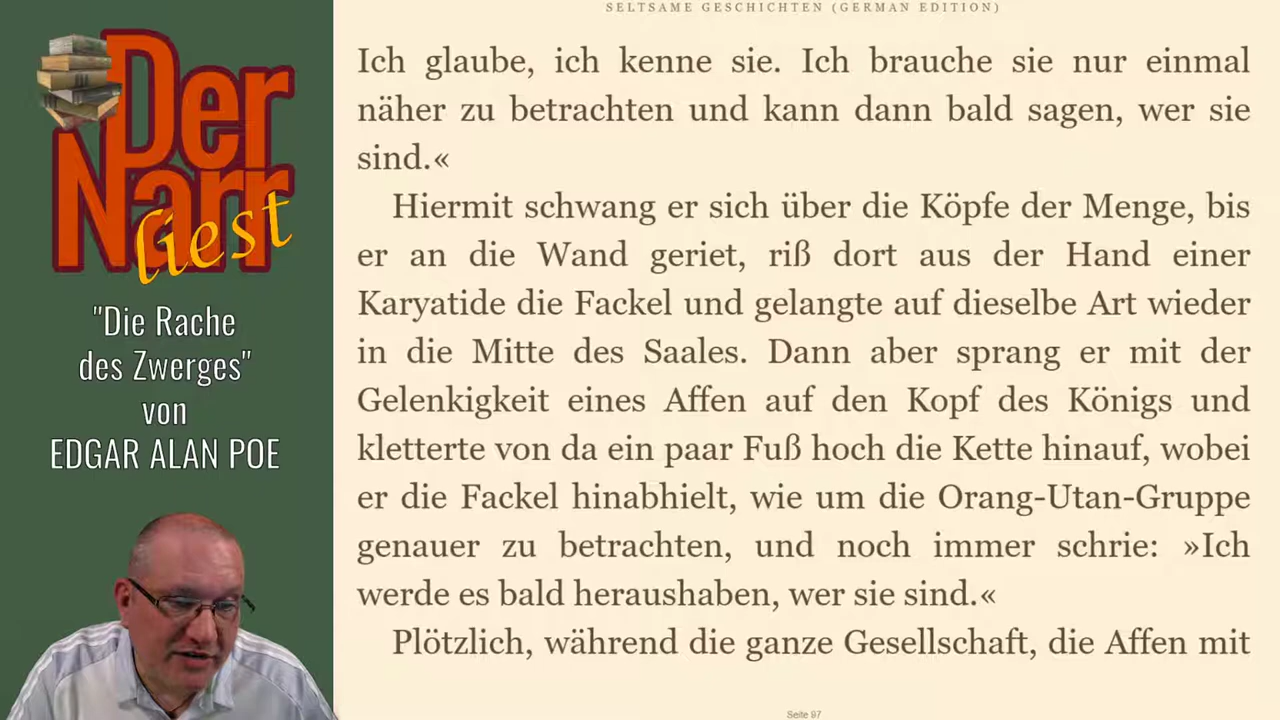 Der
Narr
liest
"Die Rache
des Zwerges"
von
EDGAR ALAN POE
SELTSAME GESCHICHTEN (GERMAN EDITION)
Ich glaube, ich kenne sie. Ich brauche sie nur einmal
näher zu betrachten und kann dann bald sagen, wer sie
sind.«
Hiermit schwang er sich über die Köpfe der Menge, bis
er an die Wand geriet, riß dort aus der Hand einer
Karyatide die Fackel und gelangte auf dieselbe Art wieder
in die Mitte des Saales. Dann aber sprang er mit der
Gelenkigkeit eines Affen auf den Kopf des Königs und
kletterte von da ein paar Fuß hoch die Kette hinauf, wobei
er die Fackel hinabhielt, wie um die Orang-Utan-Gruppe
genauer zu betrachten, und noch immer schrie: »Ich
werde es bald heraushaben, wer sie sind.«
Plötzlich, während die ganze Gesellschaft, die Affen mit
Seite 97